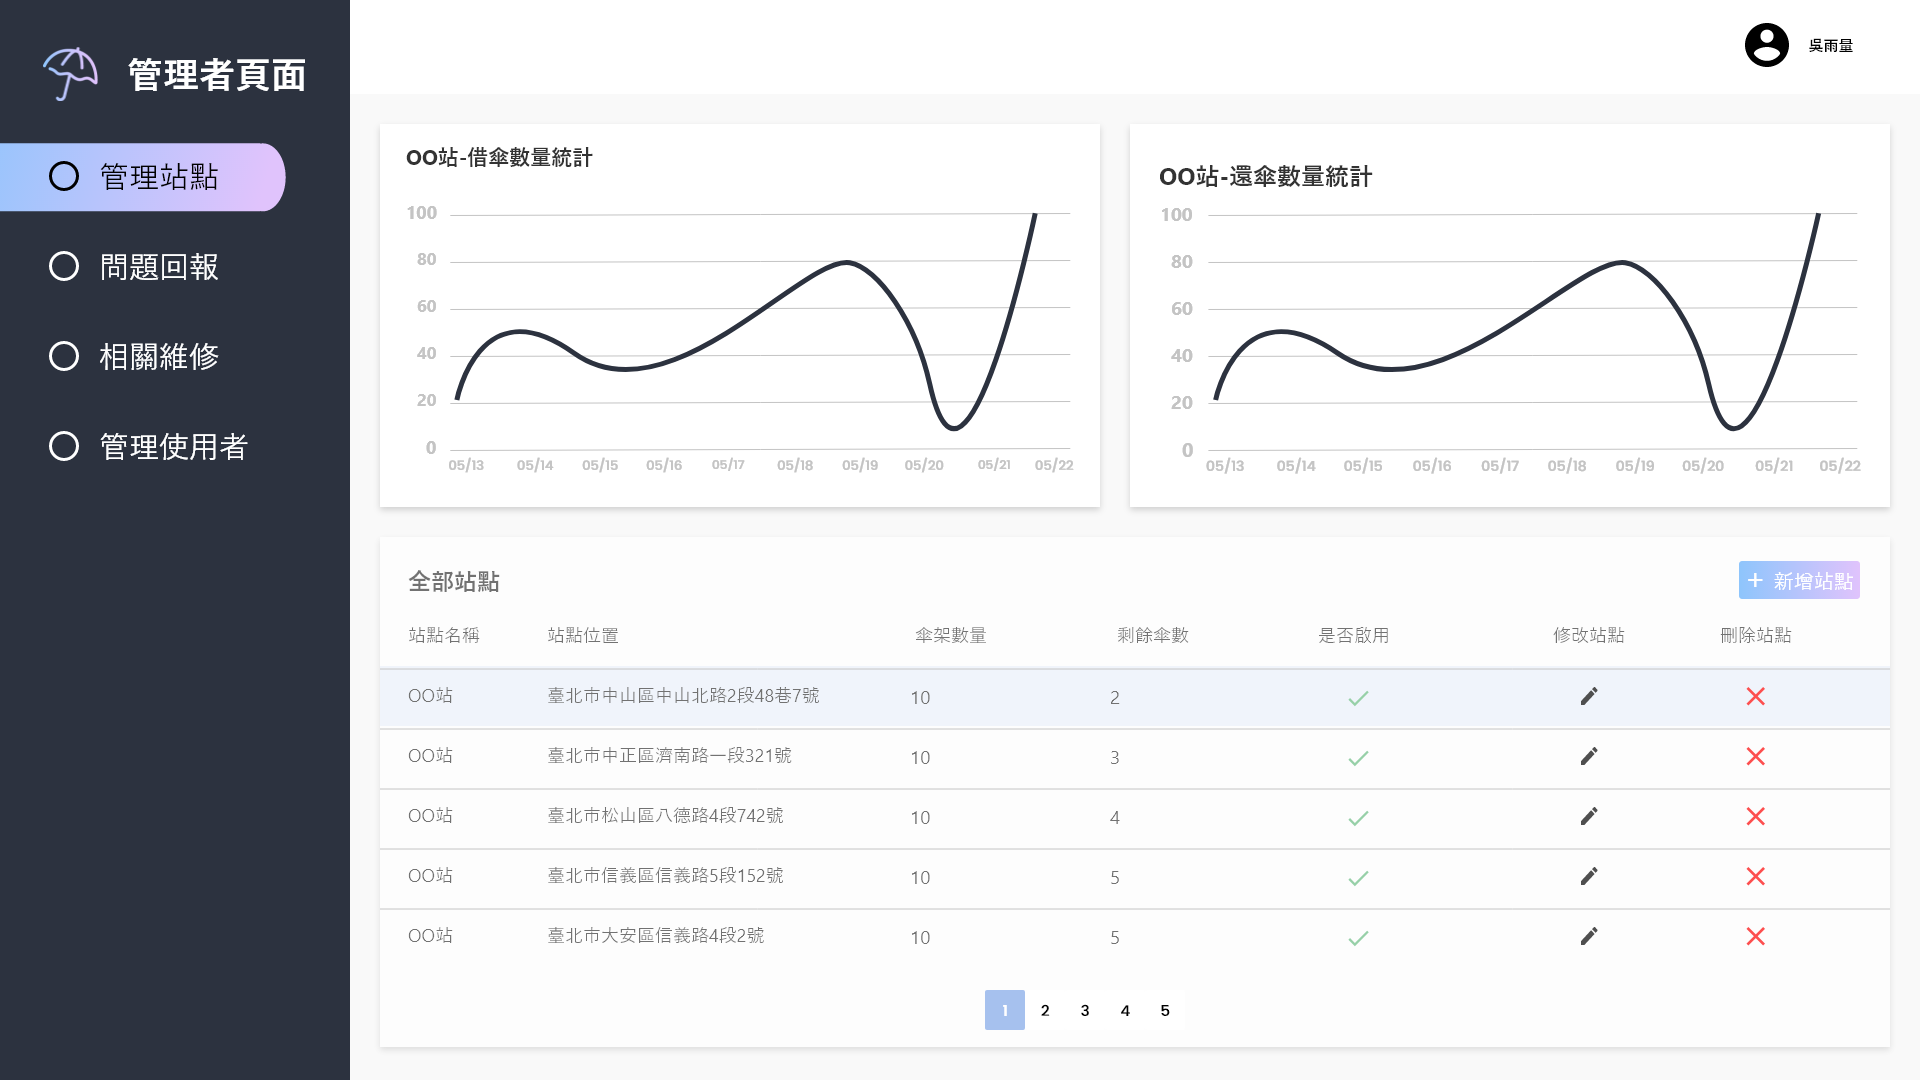 管理者頁面
管理站點
問題回報
相關維修
管理使用者
吳雨量
OO站-借傘數量統計
100
80
60
40
20
0
05/13 05/14 05/15 05/16 05/17 05/18 05/19 05/20 05/21 05/22
OO站-還傘數量統計
100
80
60
40
20
0
05/13 05/14 05/15 05/16 05/17 05/18 05/19 05/20 05/21 05/22
全部站點
+ 新增站點
站點名稱 站點位置 傘架數量 剩餘傘數 是否啟用 修改站點 刪除站點
OO站 臺北市中山區中山北路2段48巷7號 10 2
OO站 臺北市中正區濟南路一段321號 10 3
OO站 臺北市松山區八德路4段742號 10 4
OO站 臺北市信義區信義路5段152號 10 5
OO站 臺北市大安區信義路4段2號 10 5
1 2 3 4 5